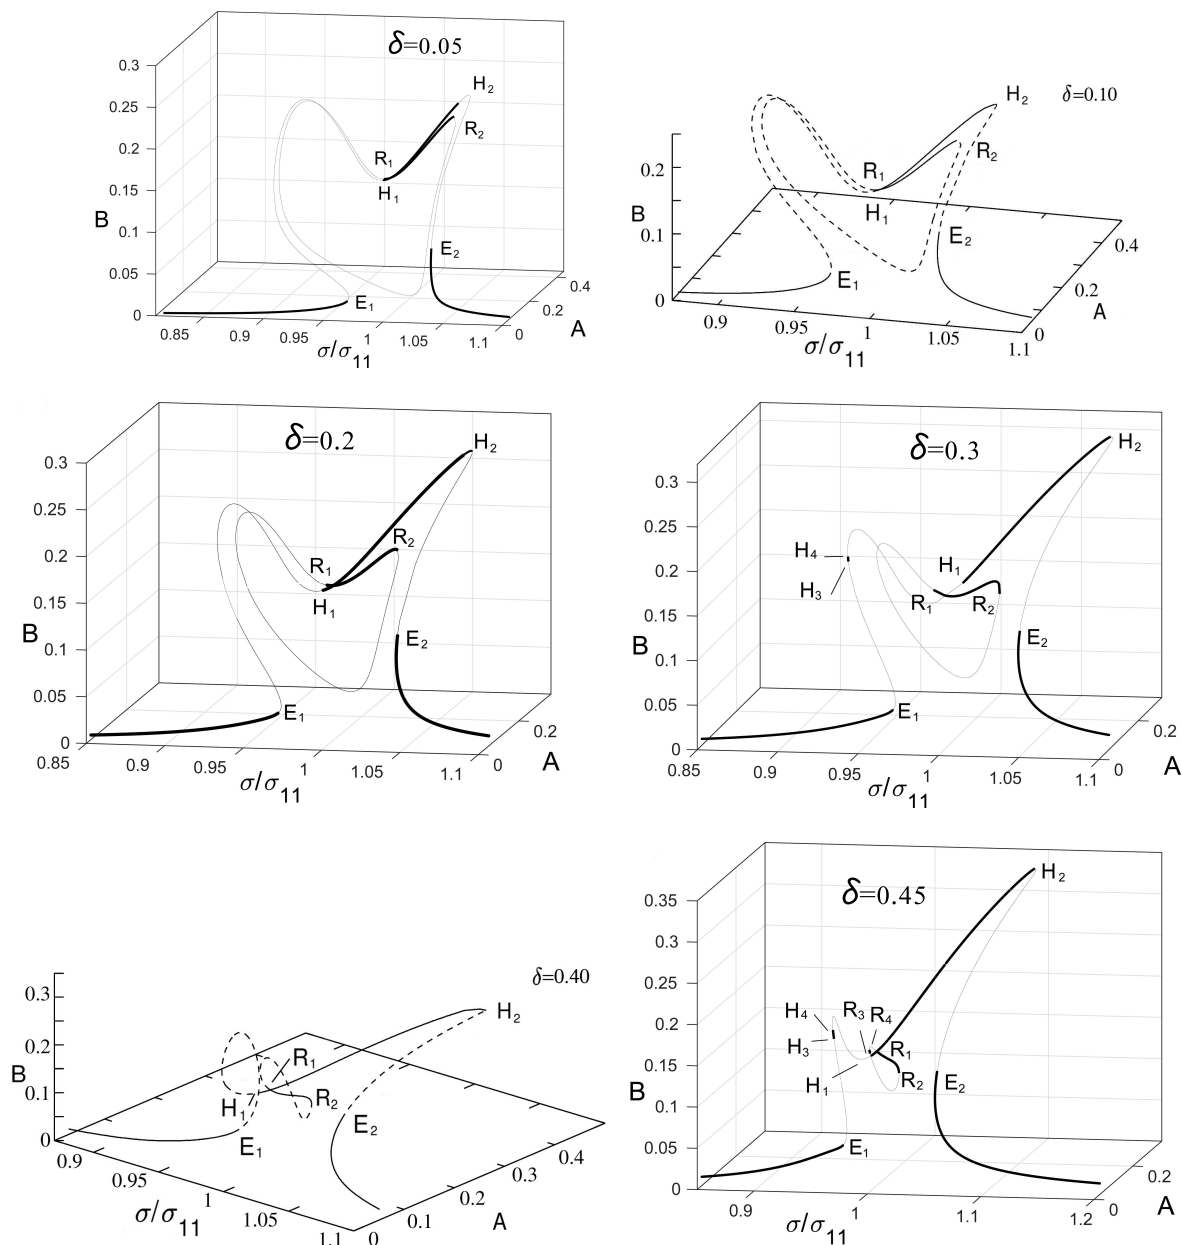 δ=0.05
0.3
H₂
0.25
R₂
0.2
R₁
H₁
0.15
B
0.1
E₂
0.05
0.4
E₁
0.2
0
A
0.85 0.9 0.95 1 1.05 1.1 0
σ/σ₁₁
δ=0.10
H₂
0.2
R₁
R₂
B
H₁
0.1
E₂
0.4
E₁
0.2
0
A
0.9 0.95 1 1.05 1.1 0
σ/σ₁₁
δ=0.2
H₂
0.3
0.25
R₂
0.2
R₁
H₁
0.15
B
E₂
0.1
0.05
E₁
0.2
0
A
0.85 0.9 0.95 1 1.05 1.1 0
σ/σ₁₁
δ=0.3
H₂
0.3
0.25
H₄
H₁
0.2
H₃
R₁
R₂
0.15
B
E₂
0.1
0.05
E₁
0.2
0
A
0.85 0.9 0.95 1 1.05 1.1 0
σ/σ₁₁
δ=0.40
0.3
H₂
0.2
R₁
B
0.1
R₂
H₁
E₂
0
E₁
0.9 0.95 1 1.05 1.1
0 0.1 0.2 0.3 0.4
A
σ/σ₁₁
δ=0.45
0.35
H₂
0.3
0.25
H₄ R₃ R₄
0.2
H₃
R₁
0.15
H₁
R₂
E₂
B
0.1
0.05
E₁
0.2
0
A
0.9 1 1.1 1.2 0
σ/σ₁₁